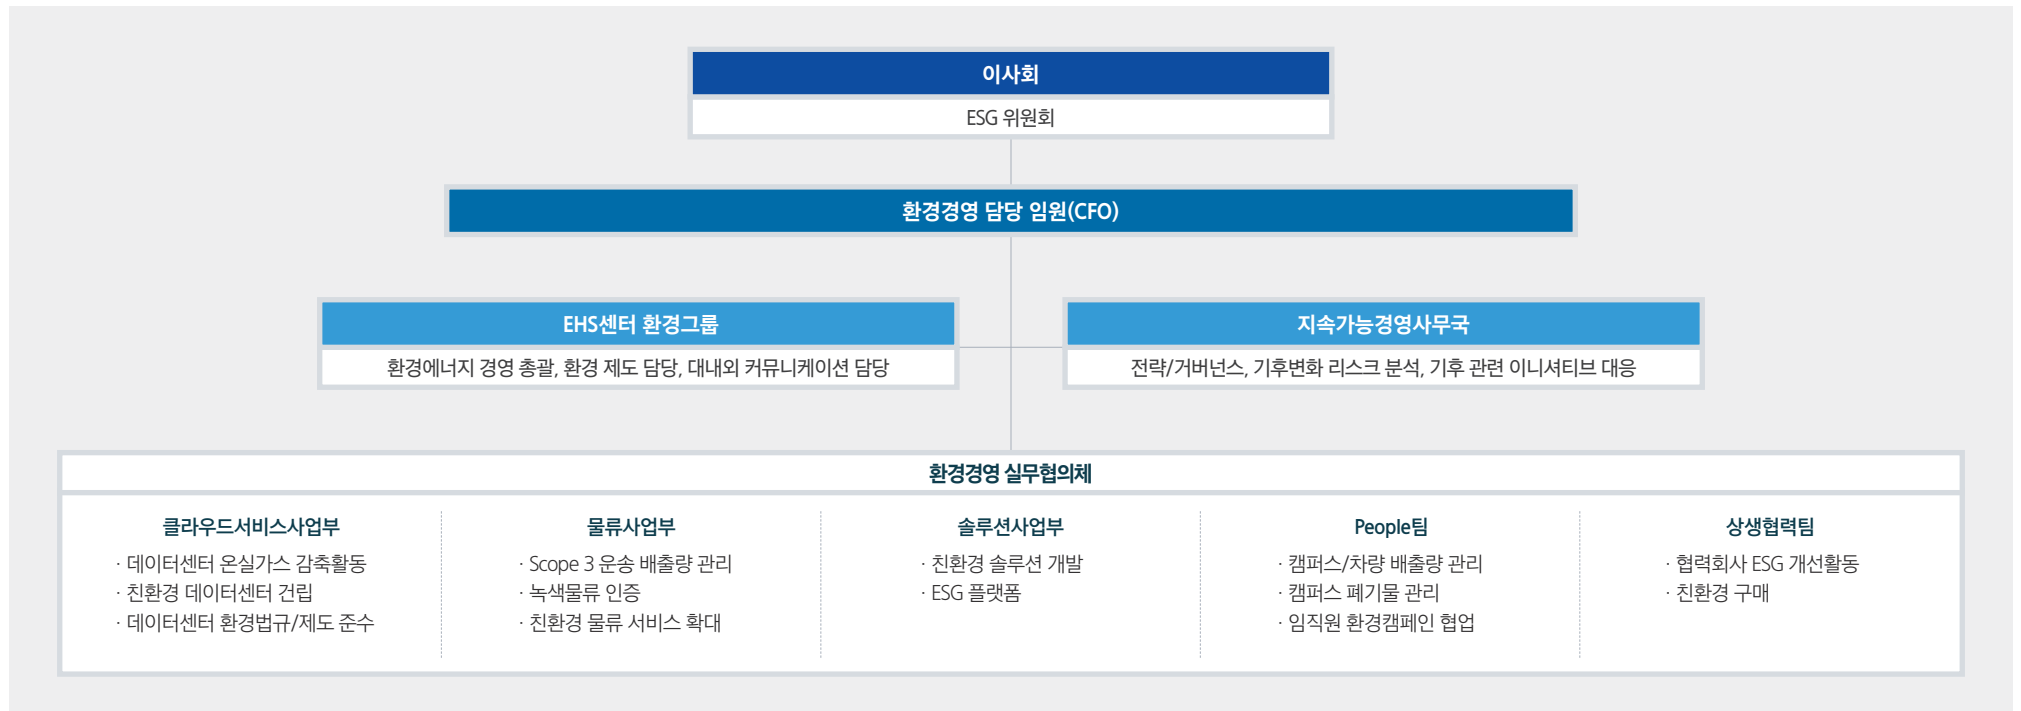 이사회
ESG 위원회
환경경영 담당 임원(CFO)
EHS센터 환경그룹
환경에너지 경영 총괄, 환경 제도 담당, 대내외 커뮤니케이션 담당
지속가능경영사무국
전략/거버넌스, 기후변화 리스크 분석, 기후 관련 이니셔티브 대응
환경경영 실무협의체
클라우드서비스사업부
· 데이터센터 온실가스 감축활동
· 친환경 데이터센터 건립
· 데이터센터 환경법규/제도 준수
물류사업부
· Scope 3 운송 배출량 관리
· 녹색물류 인증
· 친환경 물류 서비스 확대
솔루션사업부
· 친환경 솔루션 개발
· ESG 플랫폼
People팀
· 캠퍼스/차량 배출량 관리
· 캠퍼스 폐기물 관리
· 임직원 환경캠페인 협업
상생협력팀
· 협력회사 ESG 개선활동
· 친환경 구매